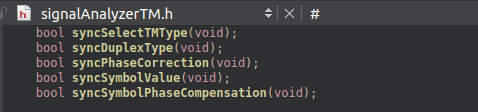 signalAnalyzerTM.h #
bool syncSelectTMType(void);
bool syncDuplexType(void);
bool syncPhaseCorrection(void);
bool syncSymbolValue(void);
bool syncSymbolPhaseCompensation(void);